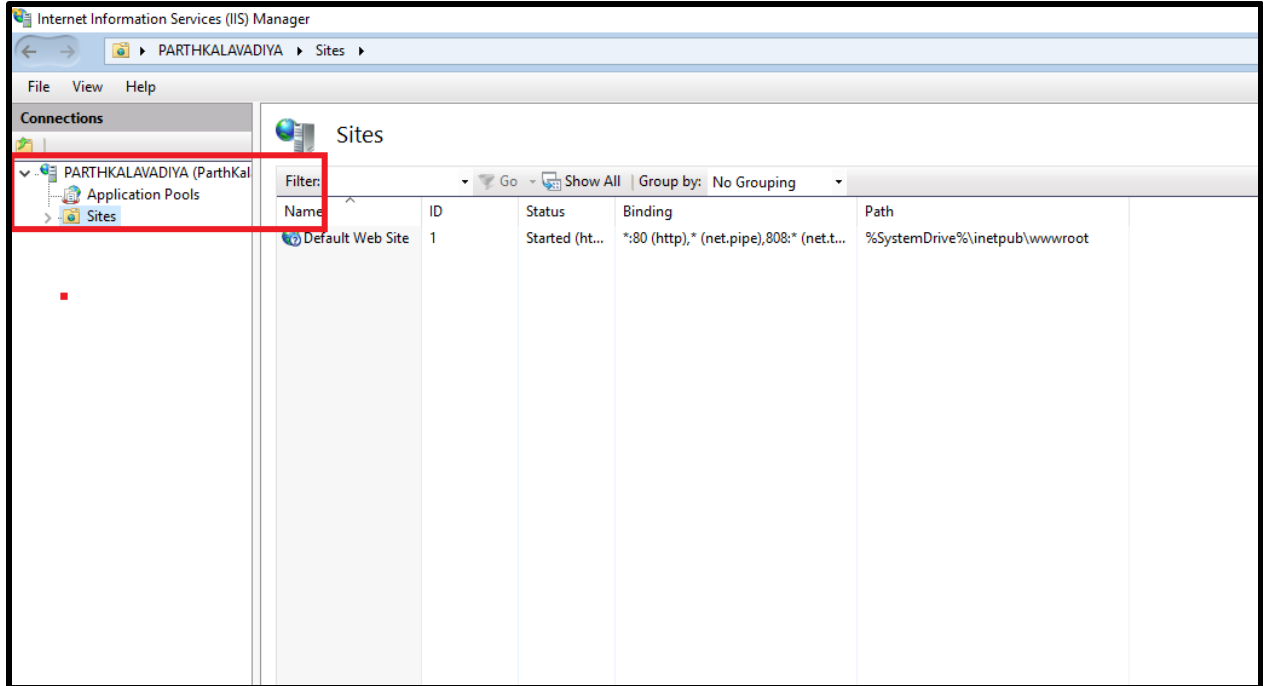 Internet Information Services (IIS) Manager
PARTHKALAVADIYA Sites
File View Help
Connections
PARTHKALAVADIYA (ParthKal
Application Pools
Sites
Sites
Filter: Go Show All Group by: No Grouping
Name ID Status Binding Path
Default Web Site 1 Started (ht... *:80 (http),* (net.pipe),808:* (net.t... %SystemDrive%\inetpub\wwwroot